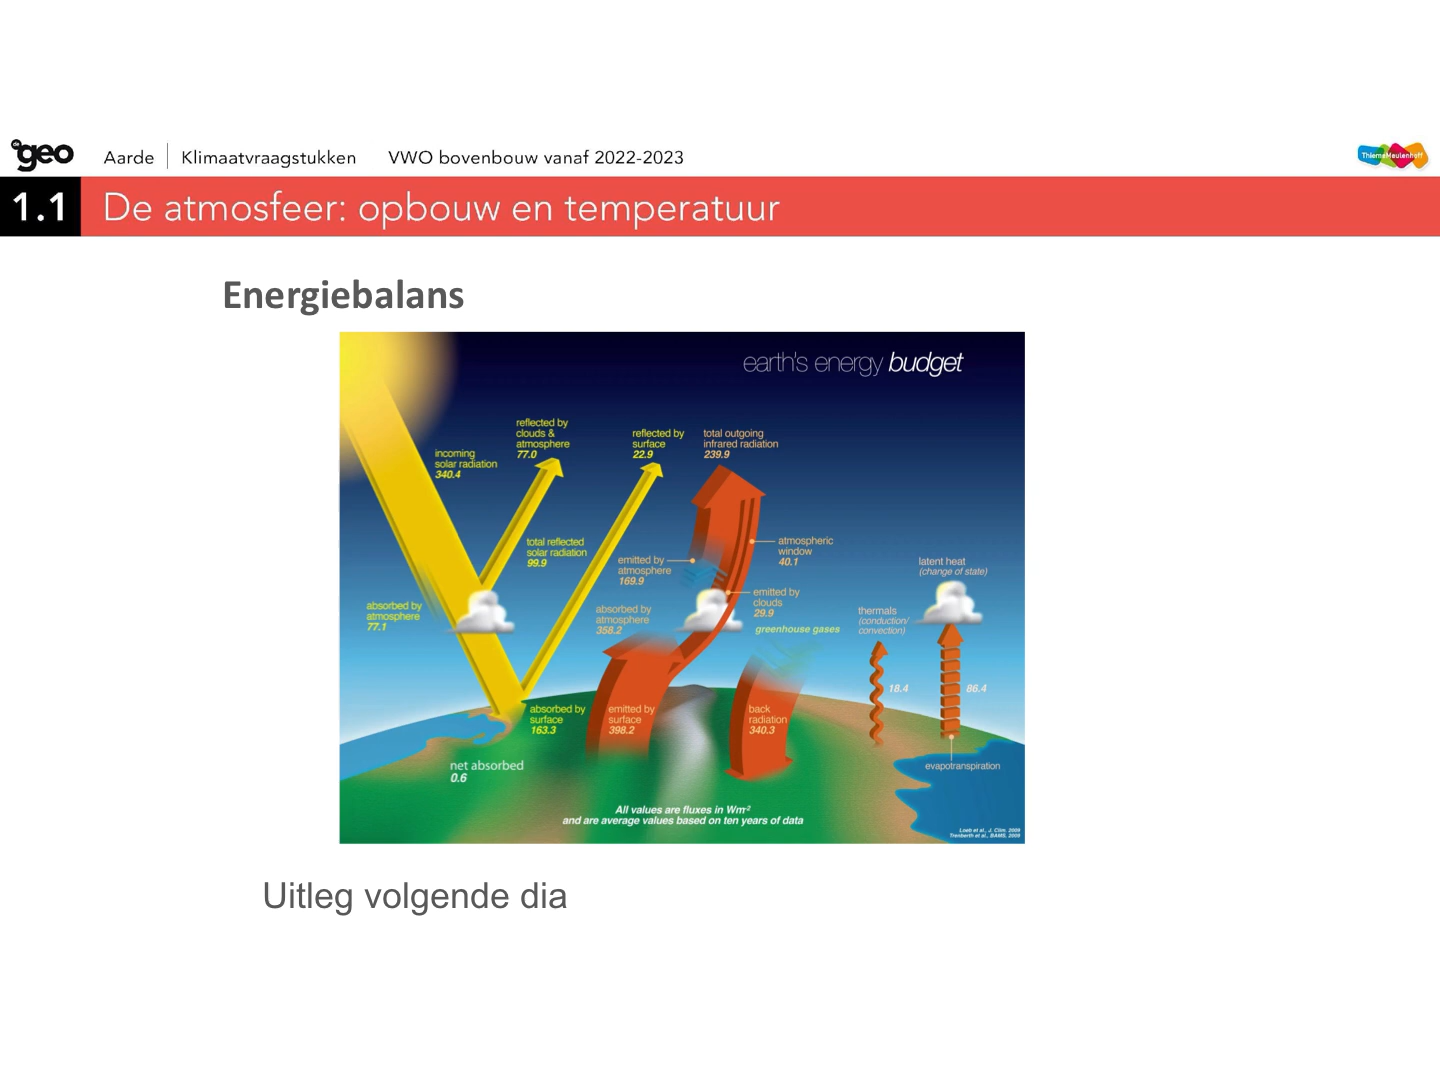 de geo
Aarde Klimaatvraagstukken VWO bovenbouw vanaf 2022-2023
ThiemeMeulenhoff
1.1 De atmosfeer: opbouw en temperatuur
Energiebalans
earth's energy budget
reflected by
clouds &
atmosphere
77.0
incoming
solar radiation
340.4
reflected by
surface
22.9
total outgoing
infrared radiation
239.9
total reflected
solar radiation
99.9
atmospheric
window
40.1
emitted by
atmosphere
169.9
latent heat
(change of state)
absorbed by
atmosphere
77.1
absorbed by
atmosphere
358.2
emitted by
clouds
29.9
greenhouse gases
thermals
(conduction/
convection)
18.4
86.4
absorbed by
surface
163.3
emitted by
surface
398.2
back
radiation
340.3
net absorbed
0.6
evapotranspiration
All values are fluxes in Wm-2
and are average values based on ten years of data
Loeb et al., J. Clim. 2009
Trenberth et al., BAMS, 2009
Uitleg volgende dia